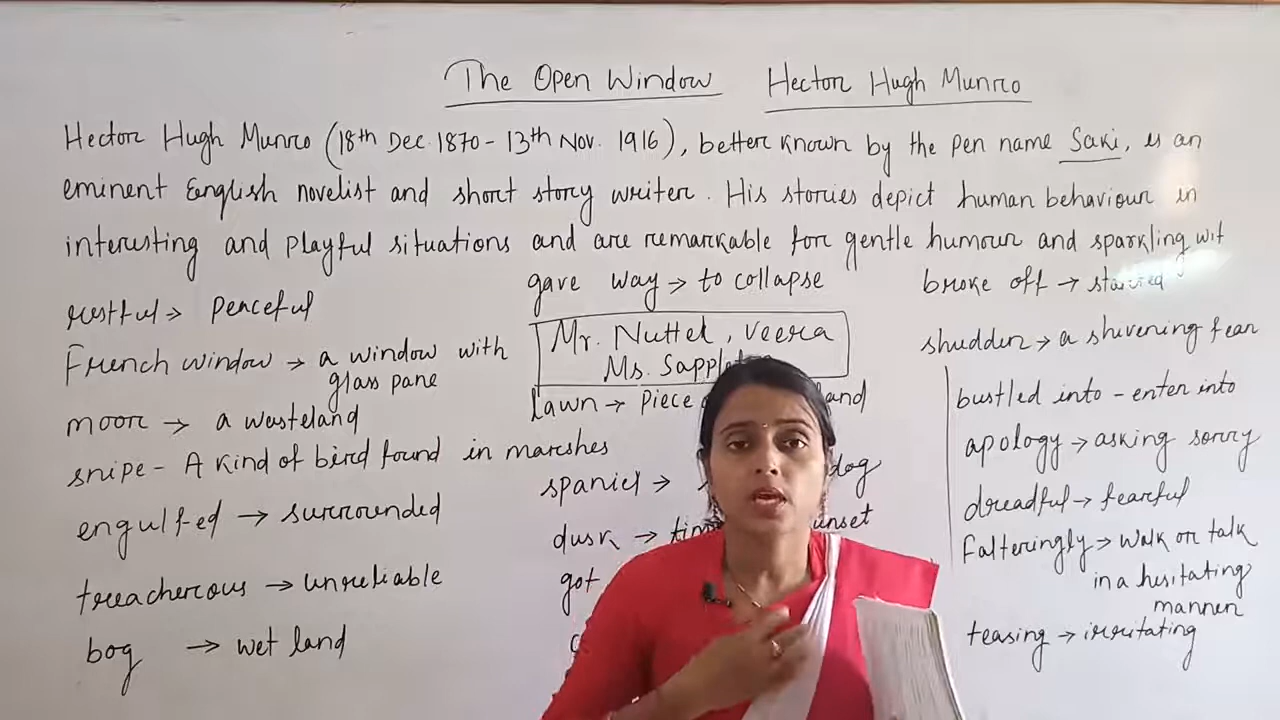 The Open Window Hector Hugh Munro
Hector Hugh Munro (18th Dec. 1870 - 13th Nov. 1916), better known by the pen name Saki, is an
eminent English novelist and short story writer. His stories depict human behaviour in
interesting and playful situations and are remarkable for gentle humour and sparkling wit
restful → peaceful
French window → a window with
glass pane
moor → a wasteland
snipe - A kind of bird found in marshes
engulfed → surrounded
treacherous → unreliable
bog → wet land
gave way → to collapse
Mr. Nuttel, Veera
Ms.
lawn → piece
spaniel → dog
dusk →
got
broke off →
shudder → a shivering fear
bustled into - enter into
apology → asking sorry
dreadful → fearful
falteringly → walk or talk
in a hesitating
manner
teasing → irritating